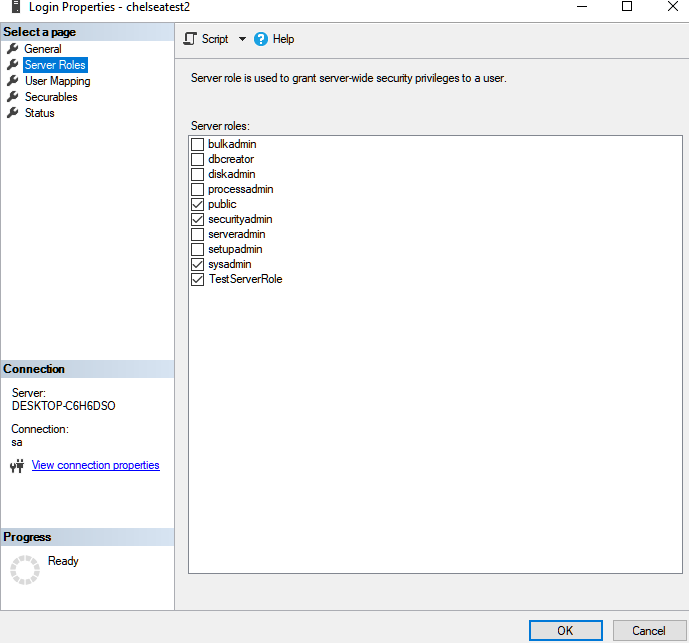 Login Properties - chelseatest2
Select a page
General
Server Roles
User Mapping
Securables
Status
Connection
Server:
DESKTOP-C6H6DSO
Connection:
sa
View connection properties
Progress
Ready
Script
Help
Server role is used to grant server-wide security privileges to a user.
Server roles:
bulkadmin
dbcreator
diskadmin
processadmin
public
securityadmin
serveradmin
setupadmin
sysadmin
TestServerRole
OK
Cancel